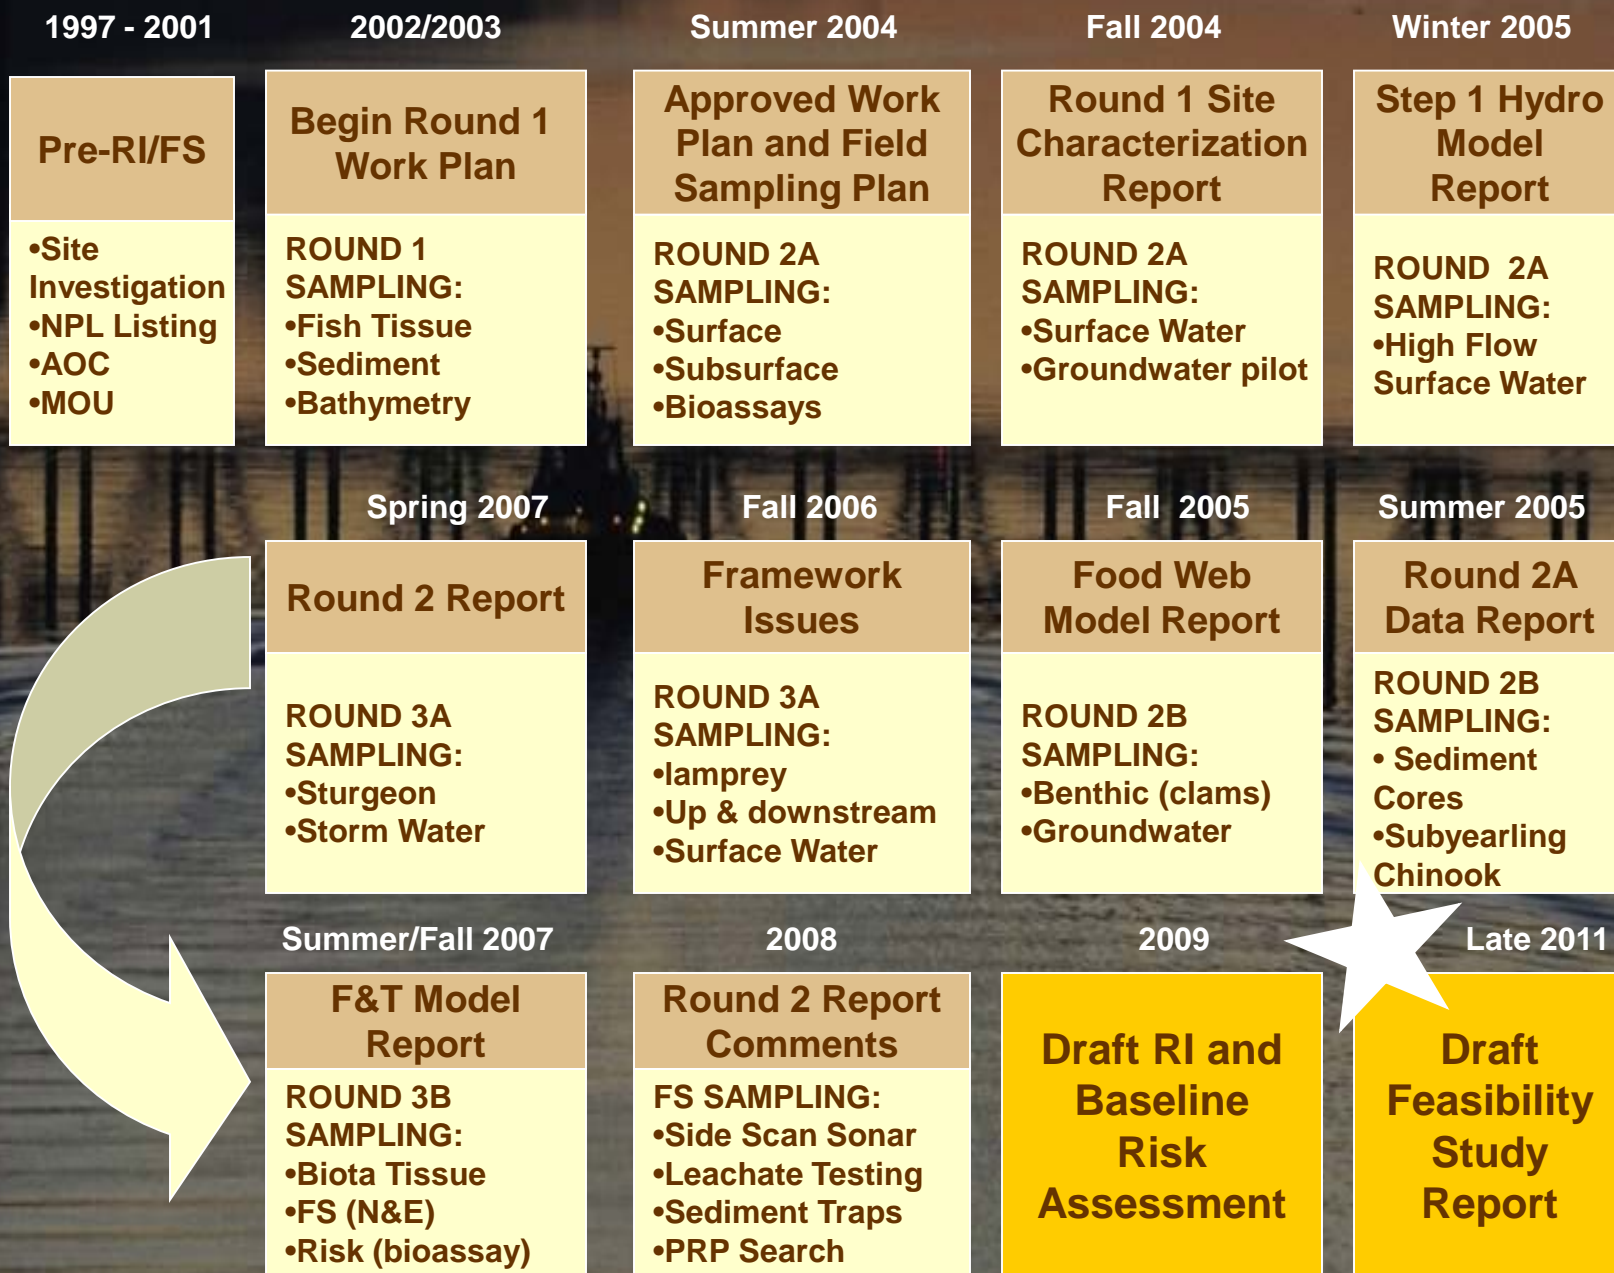 1997 - 2001
Pre-RI/FS
•Site
Investigation
•NPL Listing
•AOC
•MOU
2002/2003
Begin Round 1
Work Plan
ROUND 1
SAMPLING:
•Fish Tissue
•Sediment
•Bathymetry
Summer 2004
Approved Work
Plan and Field
Sampling Plan
ROUND 2A
SAMPLING:
•Surface
•Subsurface
•Bioassays
Fall 2004
Round 1 Site
Characterization
Report
ROUND 2A
SAMPLING:
•Surface Water
•Groundwater pilot
Winter 2005
Step 1 Hydro
Model
Report
ROUND 2A
SAMPLING:
•High Flow
Surface Water
Summer 2005
Round 2A
Data Report
ROUND 2B
SAMPLING:
• Sediment
Cores
•Subyearling
Chinook
Fall 2005
Food Web
Model Report
ROUND 2B
SAMPLING:
•Benthic (clams)
•Groundwater
Fall 2006
Framework
Issues
ROUND 3A
SAMPLING:
•lamprey
•Up & downstream
•Surface Water
Spring 2007
Round 2 Report
ROUND 3A
SAMPLING:
•Sturgeon
•Storm Water
Summer/Fall 2007
F&T Model
Report
ROUND 3B
SAMPLING:
•Biota Tissue
•FS (N&E)
•Risk (bioassay)
2008
Round 2 Report
Comments
FS SAMPLING:
•Side Scan Sonar
•Leachate Testing
•Sediment Traps
•PRP Search
2009
Draft RI and
Baseline
Risk
Assessment
Late 2011
Draft
Feasibility
Study
Report